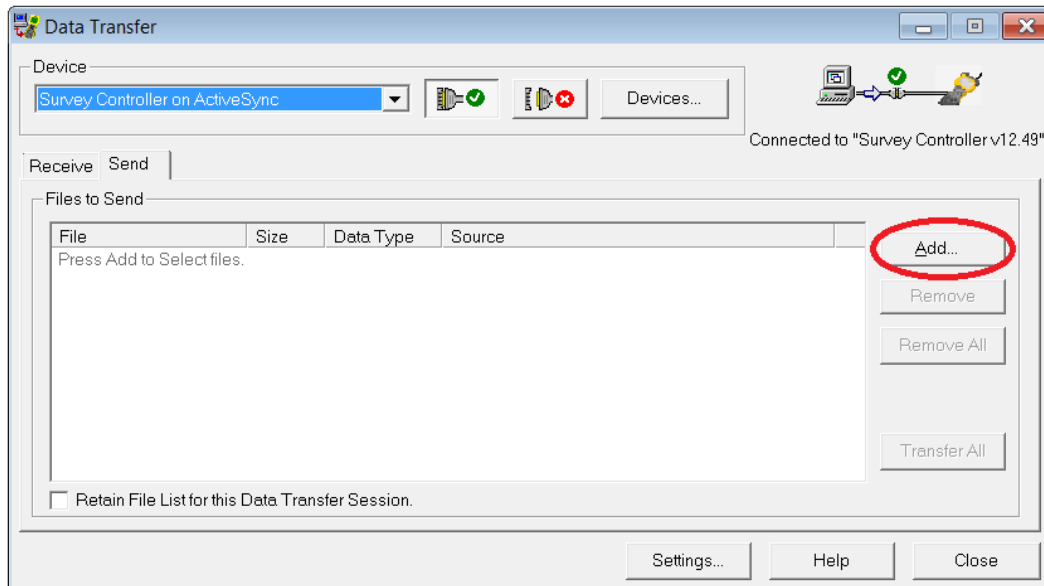 Data Transfer
Device
Survey Controller on ActiveSync
Devices...
Connected to "Survey Controller v12.49"
Receive Send
Files to Send
File Size Data Type Source
Press Add to Select files.
Add...
Remove
Remove All
Transfer All
Retain File List for this Data Transfer Session.
Settings... Help Close